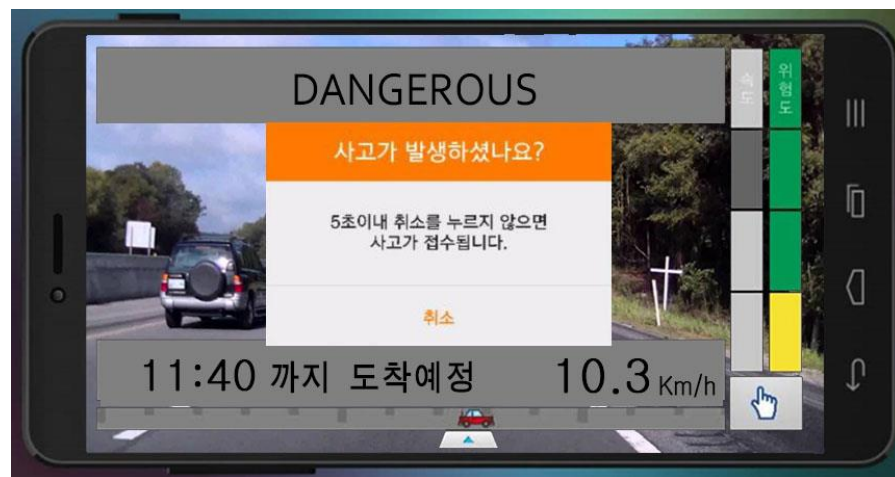 DANGEROUS
속도
위험도
사고가 발생하셨나요?
5초이내 취소를 누르지 않으면
사고가 접수됩니다.
취소
11:40 까지 도착예정
10.3 Km/h